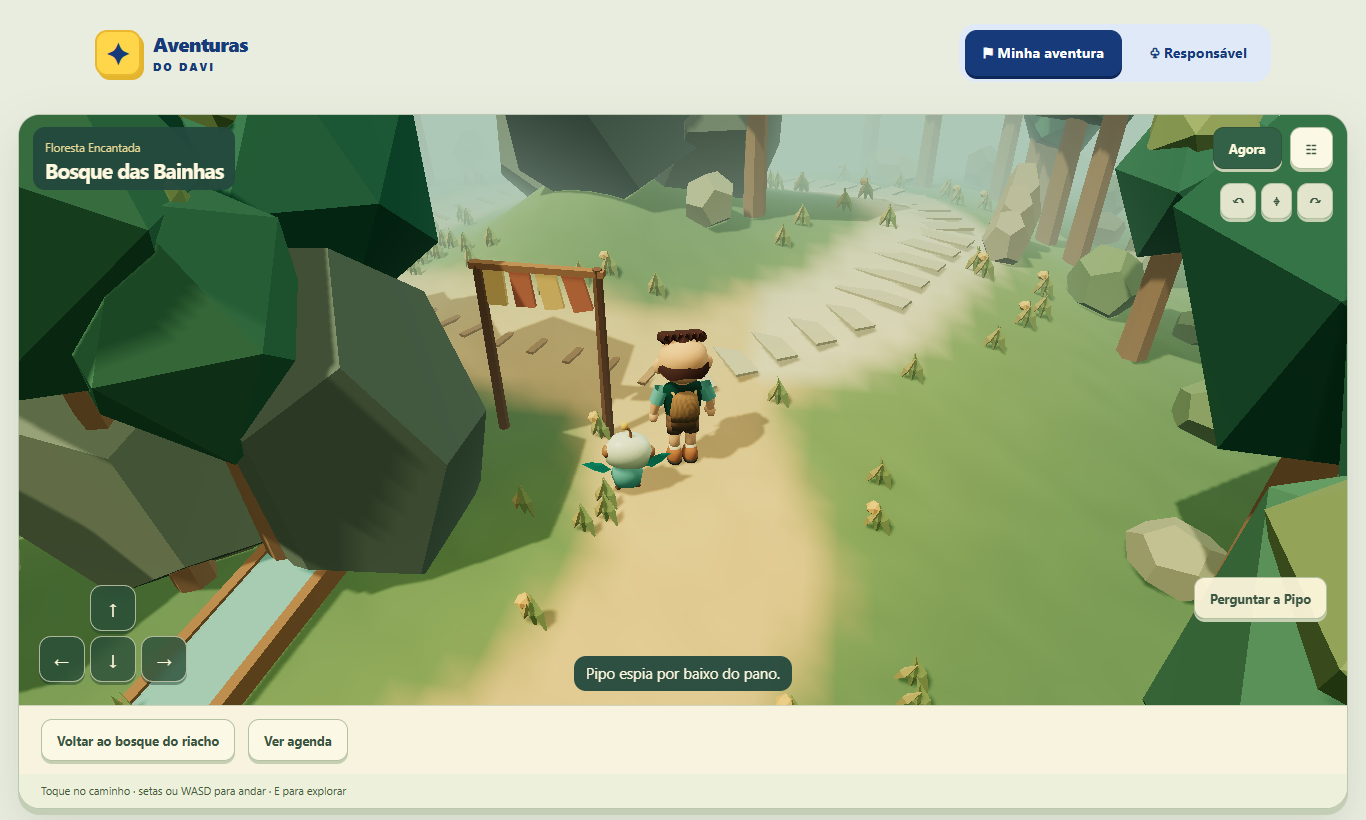 Aventuras
DO DAVI
Minha aventura
Responsável
Floresta Encantada
Bosque das Bainhas
Agora
Perguntar a Pipo
Pipo espia por baixo do pano.
Voltar ao bosque do riacho
Ver agenda
Toque no caminho · setas ou WASD para andar · E para explorar